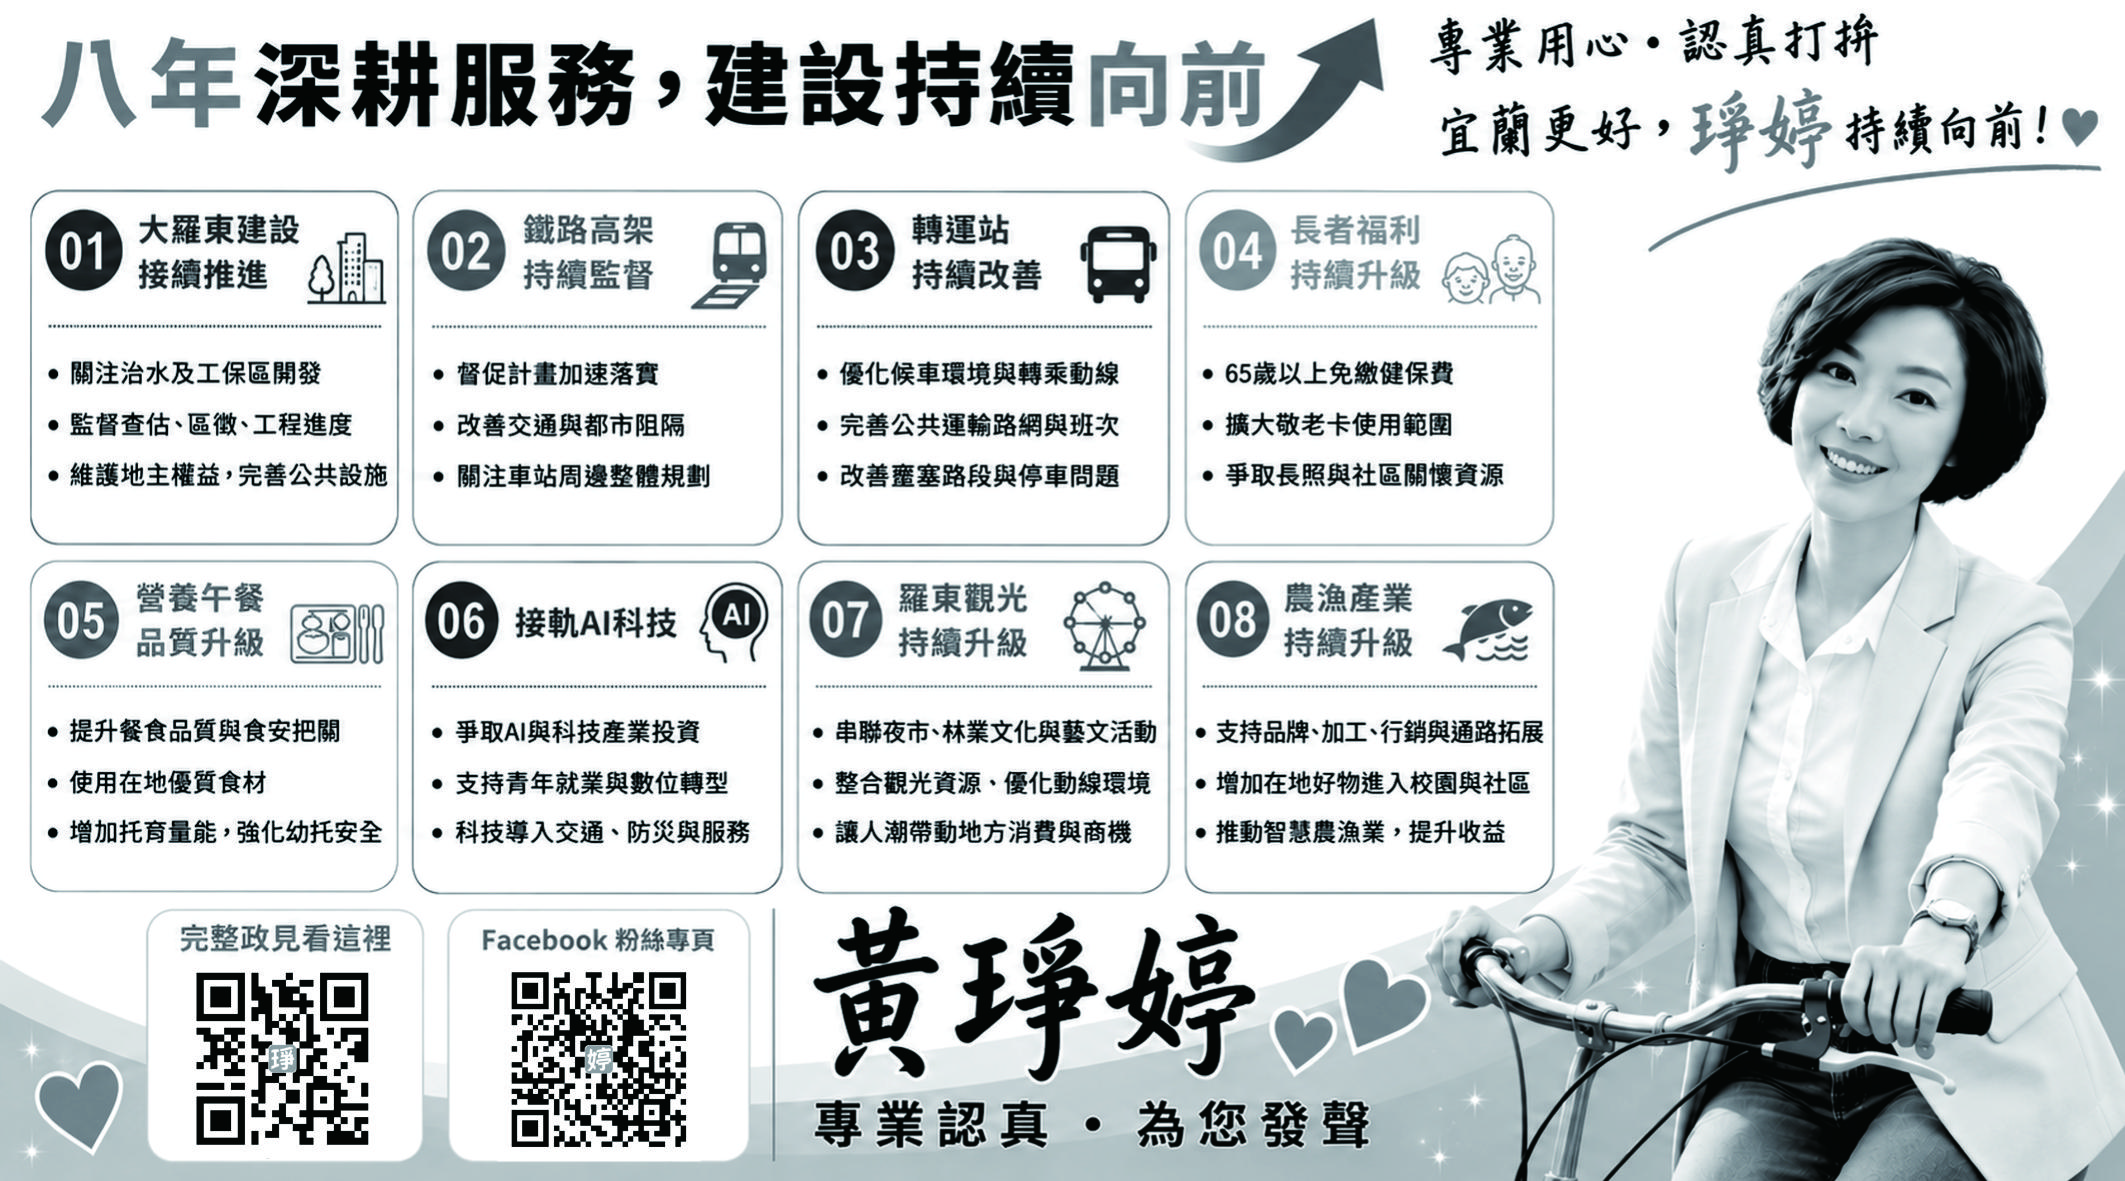 八年深耕服務，建設持續向前
專業用心・認真打拚
宜蘭更好，琤婷持續向前！
01
大羅東建設
接續推進
• 關注治水及工保區開發
• 監督查估、區徵、工程進度
• 維護地主權益，完善公共設施
02
鐵路高架
持續監督
• 督促計畫加速落實
• 改善交通與都市阻隔
• 關注車站周邊整體規劃
03
轉運站
持續改善
• 優化候車環境與轉乘動線
• 完善公共運輸路網與班次
• 改善壅塞路段與停車問題
04
長者福利
持續升級
• 65歲以上免繳健保費
• 擴大敬老卡使用範圍
• 爭取長照與社區關懷資源
05
營養午餐
品質升級
• 提升餐食品質與食安把關
• 使用在地優質食材
• 增加托育量能，強化幼托安全
06
接軌AI科技
AI
• 爭取AI與科技產業投資
• 支持青年就業與數位轉型
• 科技導入交通、防災與服務
07
羅東觀光
持續升級
• 串聯夜市、林業文化與藝文活動
• 整合觀光資源、優化動線環境
• 讓人潮帶動地方消費與商機
08
農漁產業
持續升級
• 支持品牌、加工、行銷與通路拓展
• 增加在地好物進入校園與社區
• 推動智慧農漁業，提升收益
完整政見看這裡
琤
Facebook 粉絲專頁
婷
黃琤婷
專業認真・為您發聲